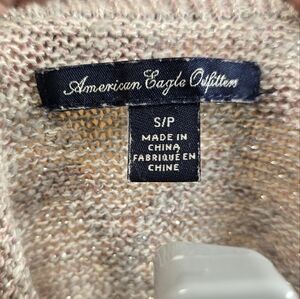 American Eagle Outfitters
S/P
MADE IN
CHINA
FABRIQUÉ EN
CHINE